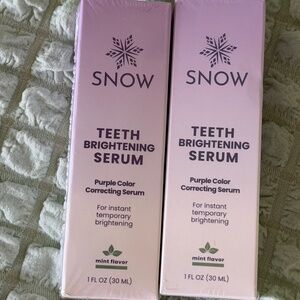 SNOW
TEETH
BRIGHTENING
SERUM
Purple Color
Correcting Serum
For instant
temporary
brightening
mint flavor
1 FL OZ (30 ML)
SNOW
TEETH
BRIGHTENING
SERUM
Purple Color
Correcting Serum
For instant
temporary
brightening
mint flavor
1 FL OZ (30 ML)